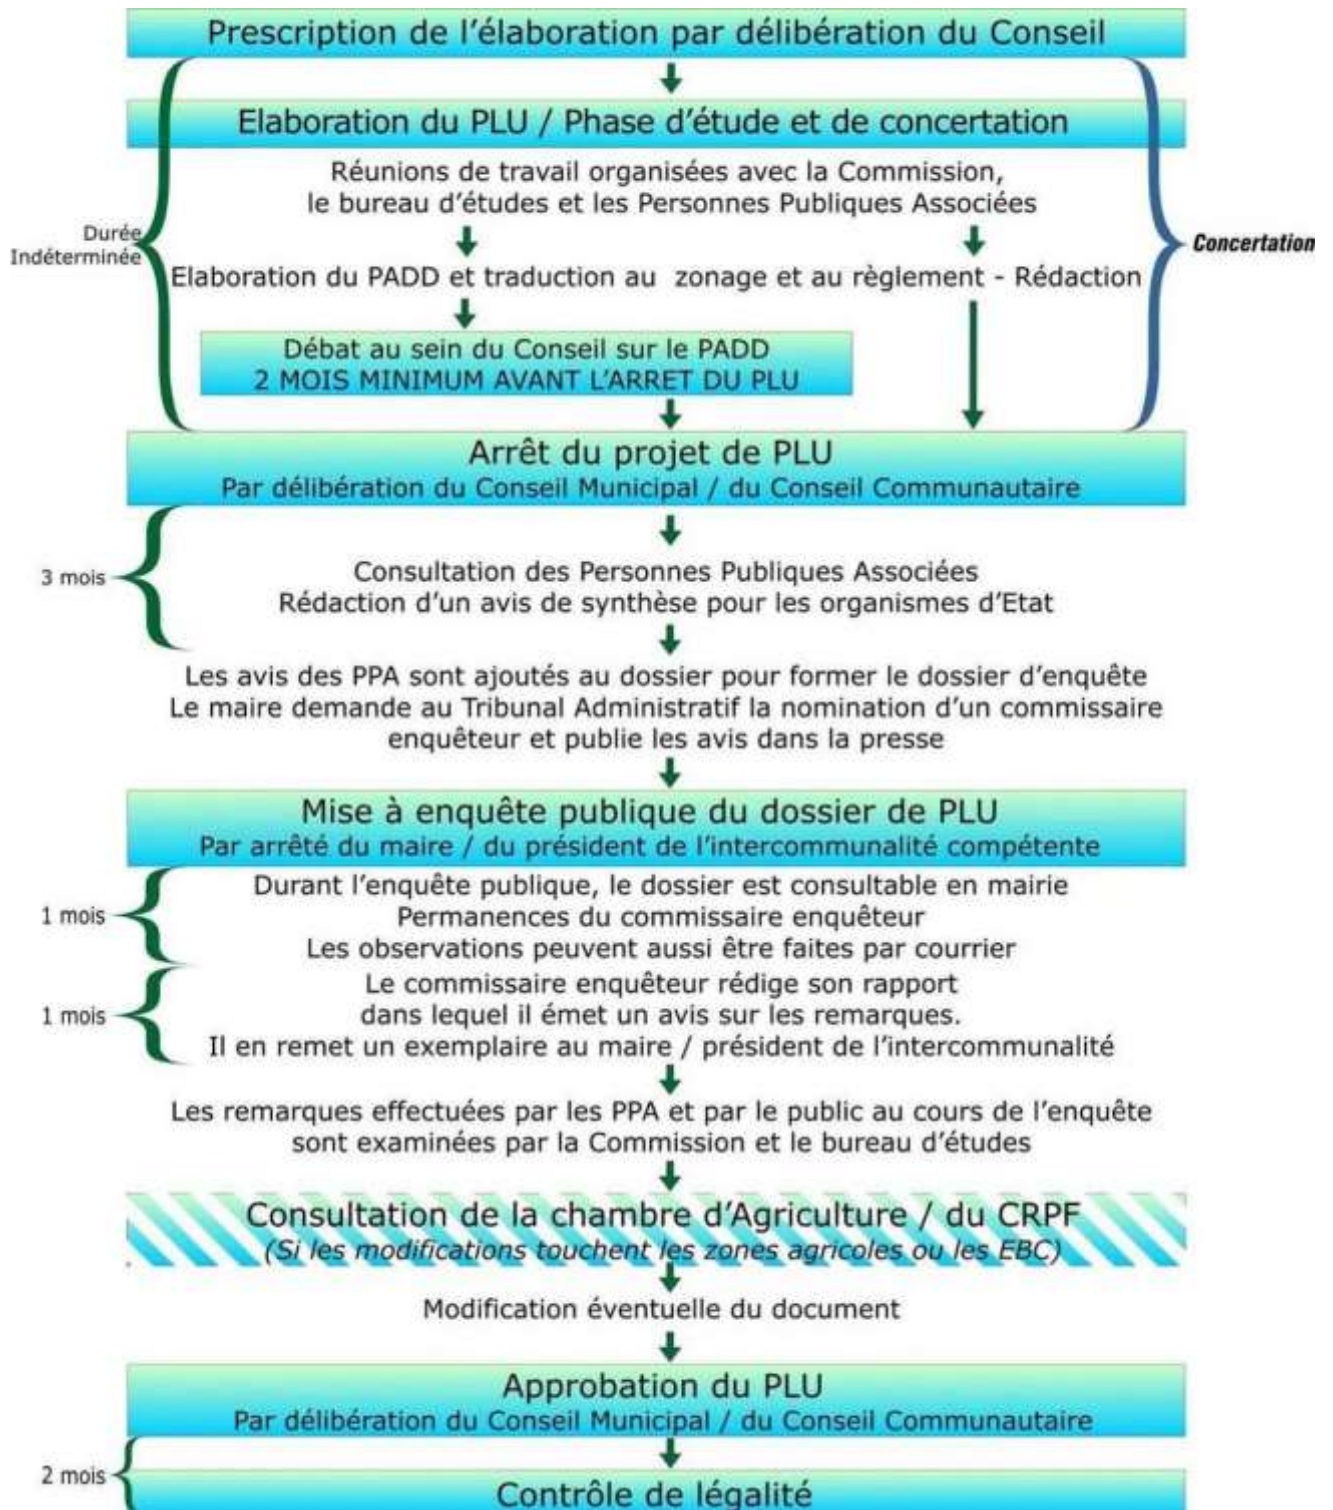 Prescription de l'élaboration par délibération du Conseil
Elaboration du PLU / Phase d'étude et de concertation
Réunions de travail organisées avec la Commission,
le bureau d'études et les Personnes Publiques Associées
Durée
Indéterminée
Concertation
Elaboration du PADD et traduction au zonage et au règlement - Rédaction
Débat au sein du Conseil sur le PADD
2 MOIS MINIMUM AVANT L'ARRET DU PLU
Arrêt du projet de PLU
Par délibération du Conseil Municipal / du Conseil Communautaire
3 mois
Consultation des Personnes Publiques Associées
Rédaction d'un avis de synthèse pour les organismes d'Etat
Les avis des PPA sont ajoutés au dossier pour former le dossier d'enquête
Le maire demande au Tribunal Administratif la nomination d'un commissaire
enquêteur et publie les avis dans la presse
Mise à enquête publique du dossier de PLU
Par arrêté du maire / du président de l'intercommunalité compétente
1 mois
Durant l'enquête publique, le dossier est consultable en mairie
Permanences du commissaire enquêteur
Les observations peuvent aussi être faites par courrier
1 mois
Le commissaire enquêteur rédige son rapport
dans lequel il émet un avis sur les remarques.
Il en remet un exemplaire au maire / président de l'intercommunalité
Les remarques effectuées par les PPA et par le public au cours de l'enquête
sont examinées par la Commission et le bureau d'études
Consultation de la chambre d'Agriculture / du CRPF
(Si les modifications touchent les zones agricoles ou les EBC)
Modification éventuelle du document
Approbation du PLU
Par délibération du Conseil Municipal / du Conseil Communautaire
2 mois
Contrôle de légalité